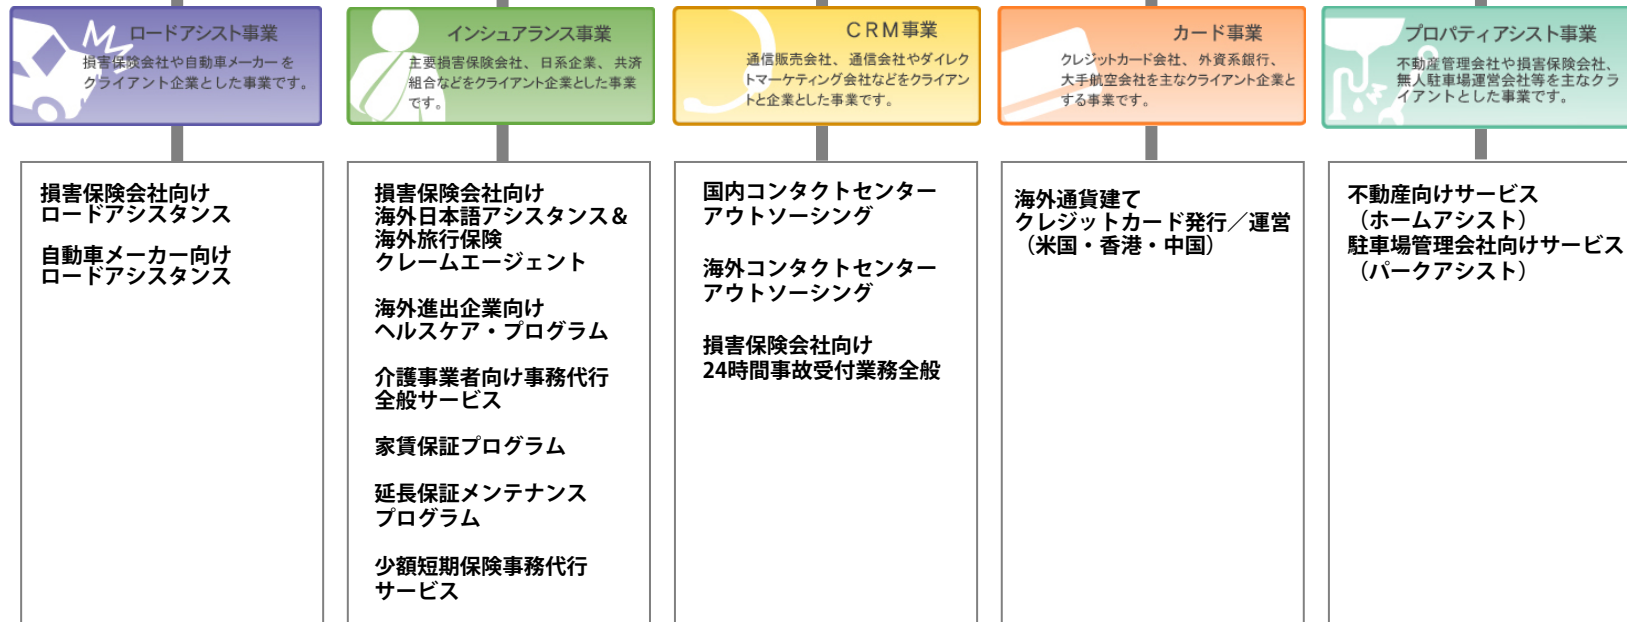 ロードアシスト事業
損害保険会社や自動車メーカーを
クライアント企業とした事業です。
損害保険会社向け
ロードアシスタンス
自動車メーカー向け
ロードアシスタンス
インシュアランス事業
主要損害保険会社、日系企業、共済
組合などをクライアント企業とした事業
です。
損害保険会社向け
海外日本語アシスタンス&
海外旅行保険
クレームエージェント
海外進出企業向け
ヘルスケア・プログラム
介護事業者向け事務代行
全般サービス
家賃保証プログラム
延長保証メンテナンス
プログラム
少額短期保険事務代行
サービス
CRM事業
通信販売会社、通信会社やダイレク
トマーケティング会社などをクライアン
トと企業とした事業です。
国内コンタクトセンター
アウトソーシング
海外コンタクトセンター
アウトソーシング
損害保険会社向け
24時間事故受付業務全般
カード事業
クレジットカード会社、外資系銀行、
大手航空会社を主なクライアント企業と
する事業です。
海外通貨建て
クレジットカード発行／運営
（米国・香港・中国）
プロパティアシスト事業
不動産管理会社や損害保険会社、
無人駐車場運営会社等を主なクラ
イアントとした事業です。
不動産向けサービス
（ホームアシスト）
駐車場管理会社向けサービス
（パークアシスト）